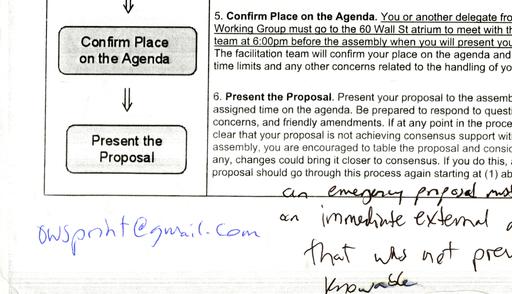 Confirm Place
on the Agenda
Present the
Proposal
5. Confirm Place on the Agenda. You or another delegate fro
Working Group must go to the 60 Wall St atrium to meet with th
team at 6:00pm before the assembly when you will present you
The facilitation team will confirm your place on the agenda and
time limits and any other concerns related to the handling of yo
6. Present the Proposal. Present your proposal to the assemb
assigned time on the agenda. Be prepared to respond to questi
concerns, and friendly amendments. If at any point in the proce
clear that your proposal is not achieving consensus support wit
assembly, you are encouraged to table the proposal and consid
any, changes could bring it closer to consensus. If you do this, a
proposal should go through this process again starting at (1) ab
an emergency proposal must
an immediate external a
that was not prev
knowable
owsprint@gmail.com